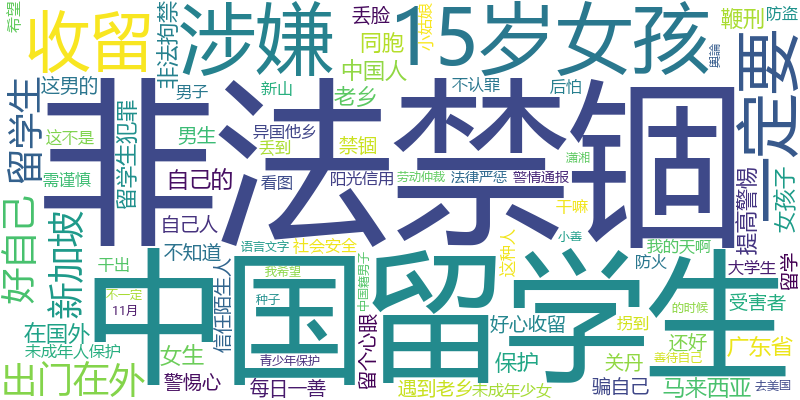 希望
收留
涉嫌
非法拘禁
丢脸
15岁女孩
小姑娘
鞭刑
防盗
同胞
中国人
舆論
一定要
留学生
这男的
男子
新山
老乡
不认罪
后怕
非法禁锢
这不是
留学生犯罪
男生
异国他乡
丢到
禁锢
潇湘
需谨慎
自己的
看图
阳光信用
劳动仲裁
法律严惩
警情通报
提高警惕
女孩子
好自己
新加坡
自己人
干嘛
不知道
语言文字
社会安全
小善
这种人
我的天啊
干出
信任陌生人
我希望
中国籍男子
防火
大学生
留学
中国留学生
不一定
11月
种子
的时候
受害者
在国外
好心收留
拐到
还好
广东省
未成年人保护
女生
青少年保护
留个心眼
保护
关丹
善待自己
出门在外
警惕心
每日一善
遇到老乡
未成年少女
骗自己
马来西亚
去美国